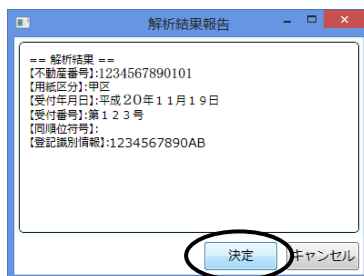 解析結果報告
== 解析結果 ==
【不動産番号】:1234567890101
【用紙区分】:甲区
【受付年月日】:平成20年11月19日
【受付番号】:第123号
【同順位符号】:
【登記識別情報】:1234567890AB
決定
キャンセル